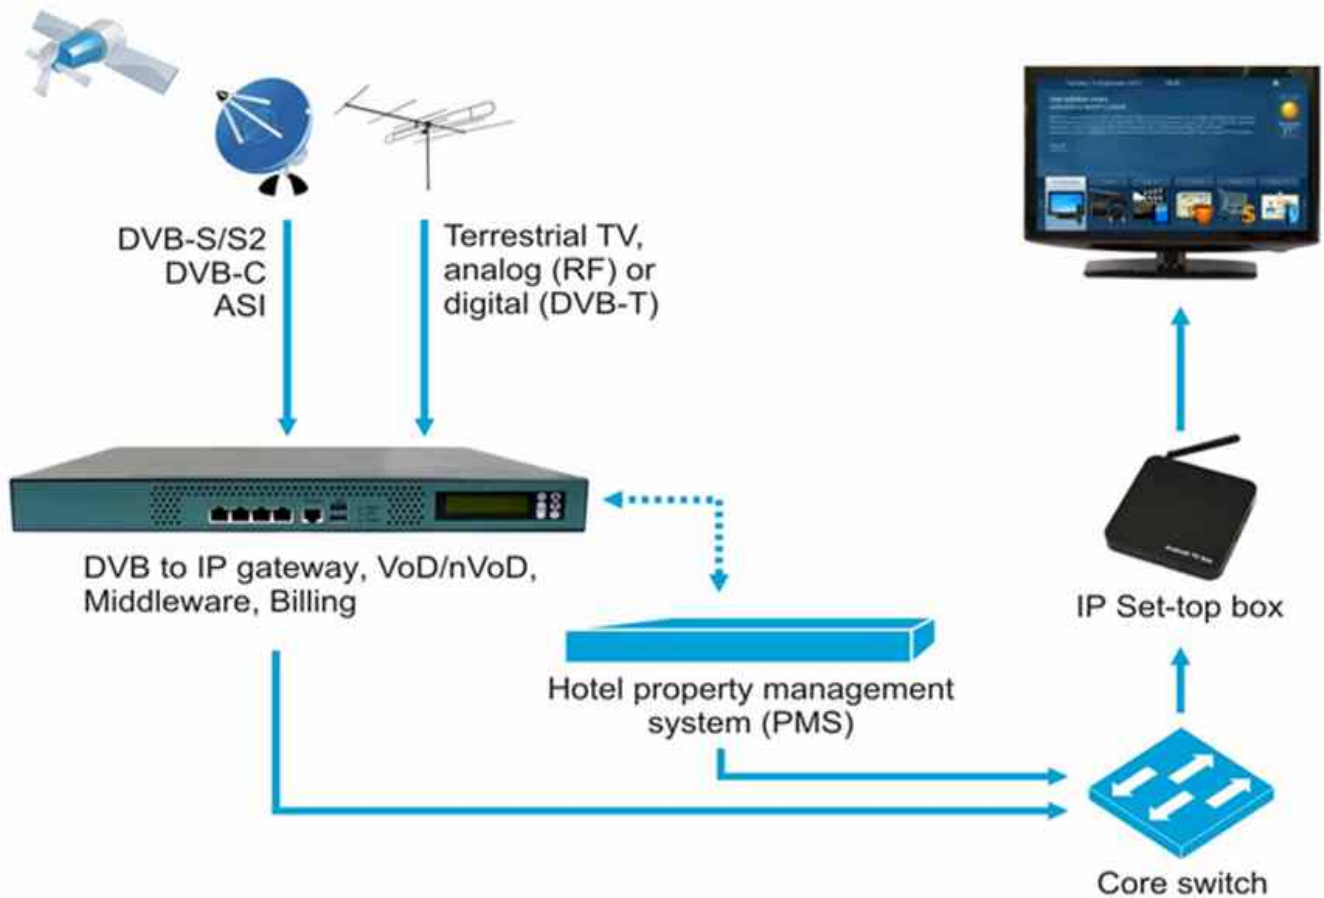 DVB-S/S2
DVB-C
ASI
Terrestrial TV,
analog (RF) or
digital (DVB-T)
DVB to IP gateway, VoD/nVoD,
Middleware, Billing
Hotel property management
system (PMS)
IP Set-top box
Core switch